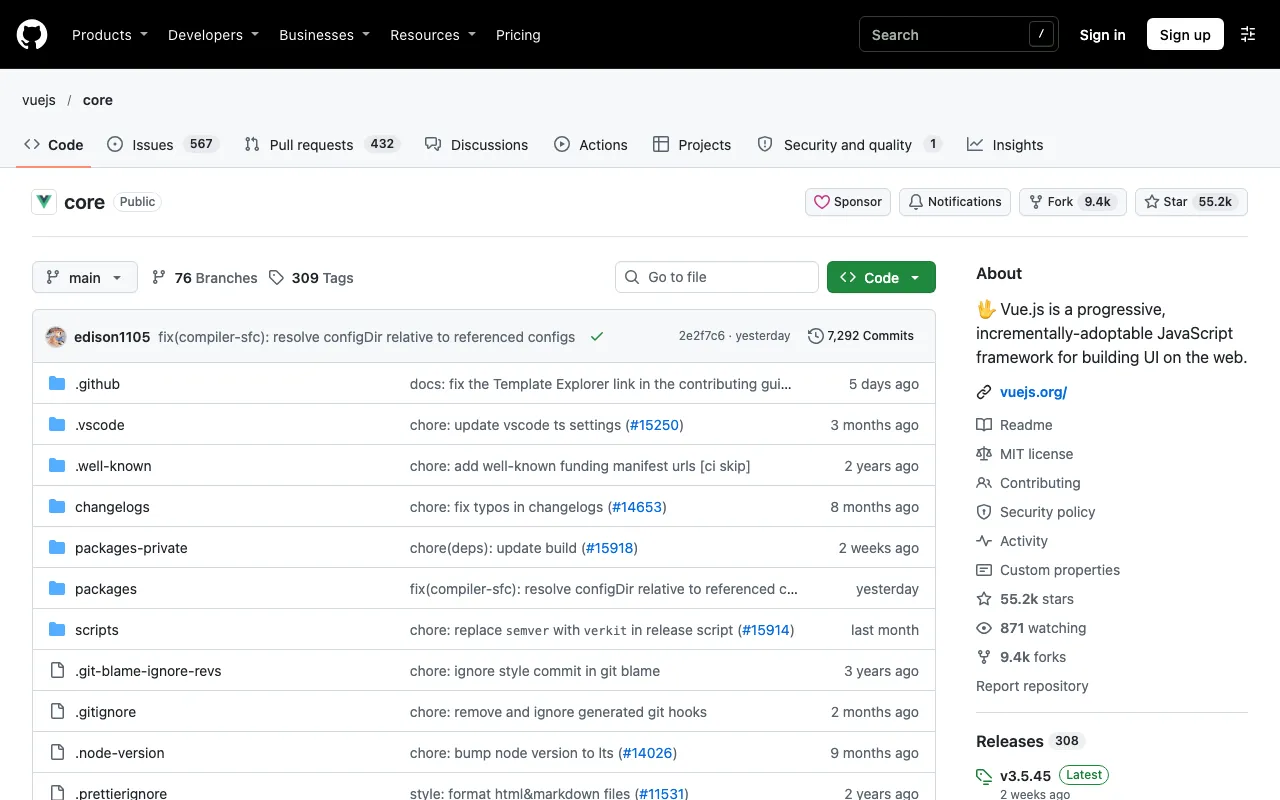 Products Developers Businesses Resources Pricing Search / Sign in Sign up
vuejs / core
Code Issues 567 Pull requests 432 Discussions Actions Projects Security and quality 1 Insights
core Public Sponsor Notifications Fork 9.4k Star 55.2k
main 76 Branches 309 Tags Go to file Code
edison1105 fix(compiler-sfc): resolve configDir relative to referenced configs 2e2f7c6 · yesterday 7,292 Commits
.github docs: fix the Template Explorer link in the contributing gui… 5 days ago
.vscode chore: update vscode ts settings (#15250) 3 months ago
.well-known chore: add well-known funding manifest urls [ci skip] 2 years ago
changelogs chore: fix typos in changelogs (#14653) 8 months ago
packages-private chore(deps): update build (#15918) 2 weeks ago
packages fix(compiler-sfc): resolve configDir relative to referenced c… yesterday
scripts chore: replace semver with verkit in release script (#15914) last month
.git-blame-ignore-revs chore: ignore style commit in git blame 3 years ago
.gitignore chore: remove and ignore generated git hooks 2 months ago
.node-version chore: bump node version to lts (#14026) 9 months ago
.prettierignore style: format html&markdown files (#11531) 2 years ago
About
🖖 Vue.js is a progressive,
incrementally-adoptable JavaScript
framework for building UI on the web.
vuejs.org/
Readme
MIT license
Contributing
Security policy
Activity
Custom properties
55.2k stars
871 watching
9.4k forks
Report repository
Releases 308
v3.5.45 Latest
2 weeks ago